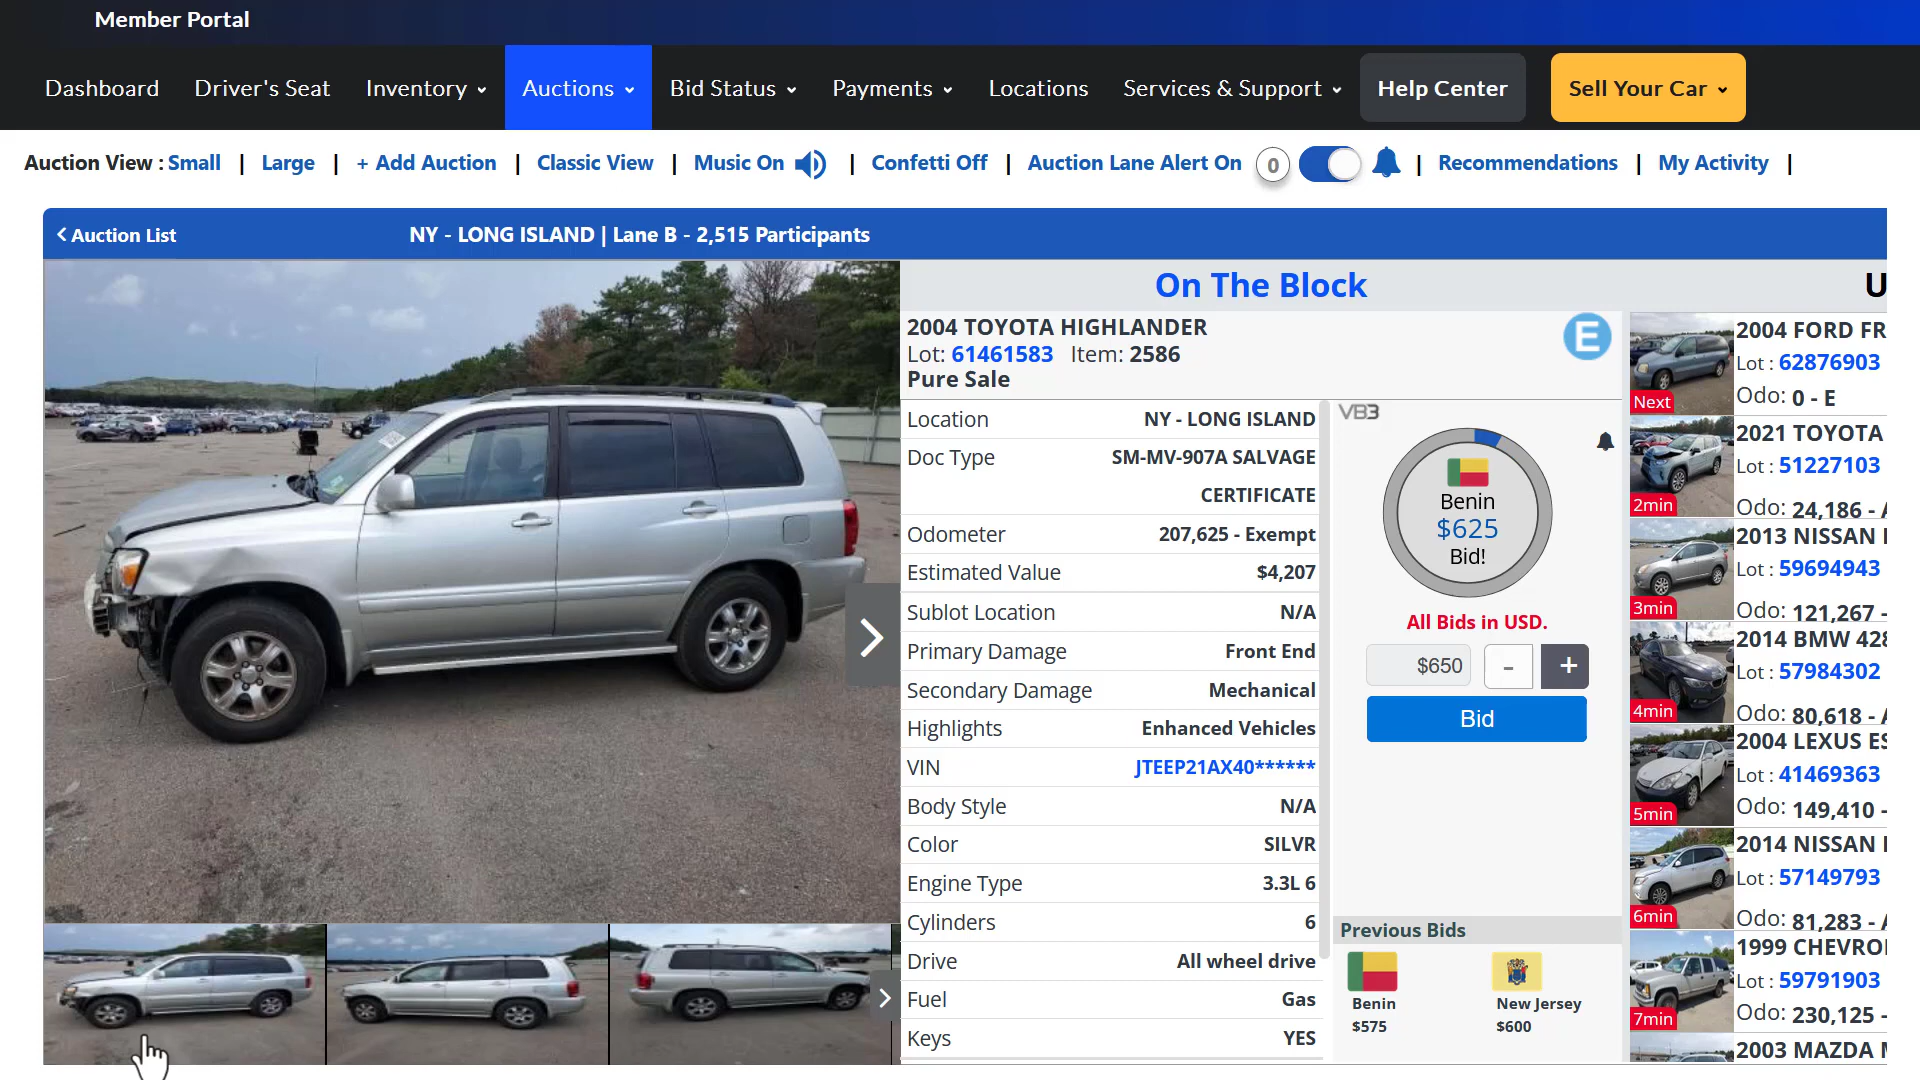 Member Portal
Dashboard Driver's Seat Inventory Auctions Bid Status Payments Locations Services & Support Help Center Sell Your Car
Auction View : Small | Large | + Add Auction | Classic View | Music On | Confetti Off | Auction Lane Alert On 0 | Recommendations | My Activity |
Auction List NY - LONG ISLAND | Lane B - 2,515 Participants
On The Block
U
2004 TOYOTA HIGHLANDER
Lot: 61461583 Item: 2586
Pure Sale
E
Location NY - LONG ISLAND
Doc Type SM-MV-907A SALVAGE
CERTIFICATE
Odometer 207,625 - Exempt
Estimated Value $4,207
Sublot Location N/A
Primary Damage Front End
Secondary Damage Mechanical
Highlights Enhanced Vehicles
VIN JTEEP21AX40******
Body Style N/A
Color SILVR
Engine Type 3.3L 6
Cylinders 6
Drive All wheel drive
Fuel Gas
Keys YES
VB3
Benin
$625
Bid!
All Bids in USD.
$650 - +
Bid
Previous Bids
Benin
$575
New Jersey
$600
2004 FORD FR
Lot : 62876903
Odo: 0 - E
Next
2021 TOYOTA
Lot : 51227103
Odo: 24,186 - A
2min
2013 NISSAN
Lot : 59694943
Odo: 121,267 -
3min
2014 BMW 428
Lot : 57984302
Odo: 80,618 - A
4min
2004 LEXUS ES
Lot : 41469363
Odo: 149,410 -
5min
2014 NISSAN
Lot : 57149793
Odo: 81,283 - A
6min
1999 CHEVROL
Lot : 59791903
Odo: 230,125 -
7min
2003 MAZDA M